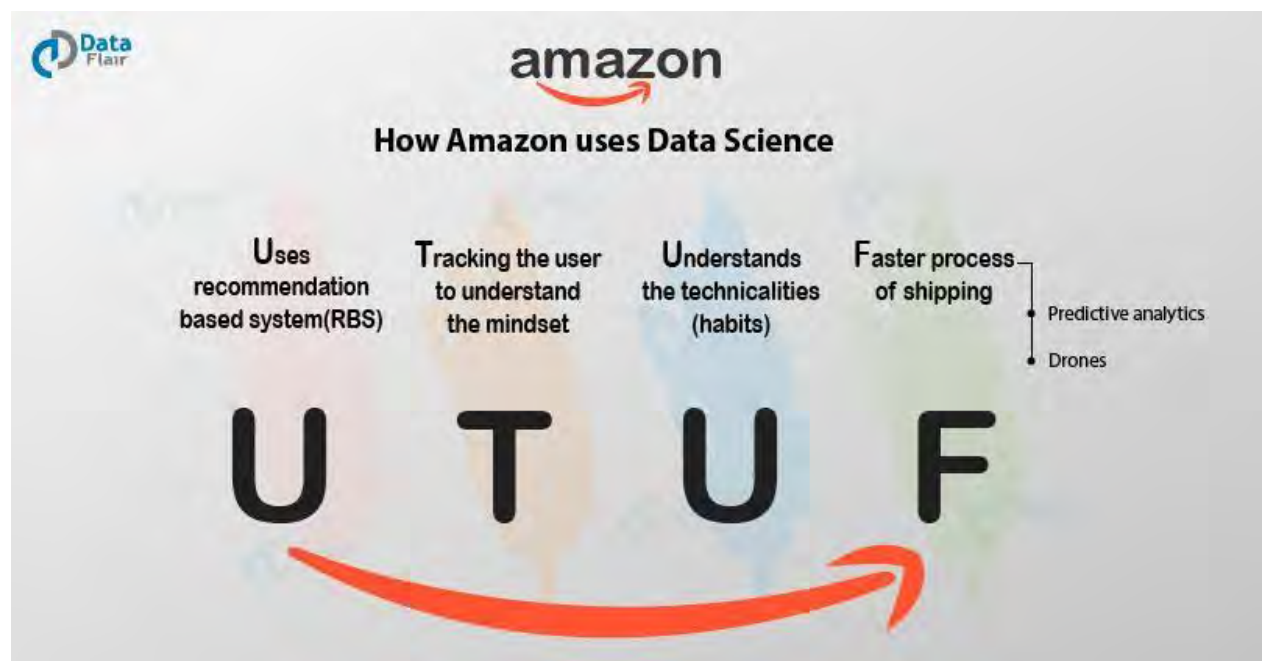 Data
Flair
amazon
How Amazon uses Data Science
Uses
recommendation
based system(RBS)
Tracking the user
to understand
the mindset
Understands
the technicalities
(habits)
Faster process
of shipping
Predictive analytics
Drones
U T U F